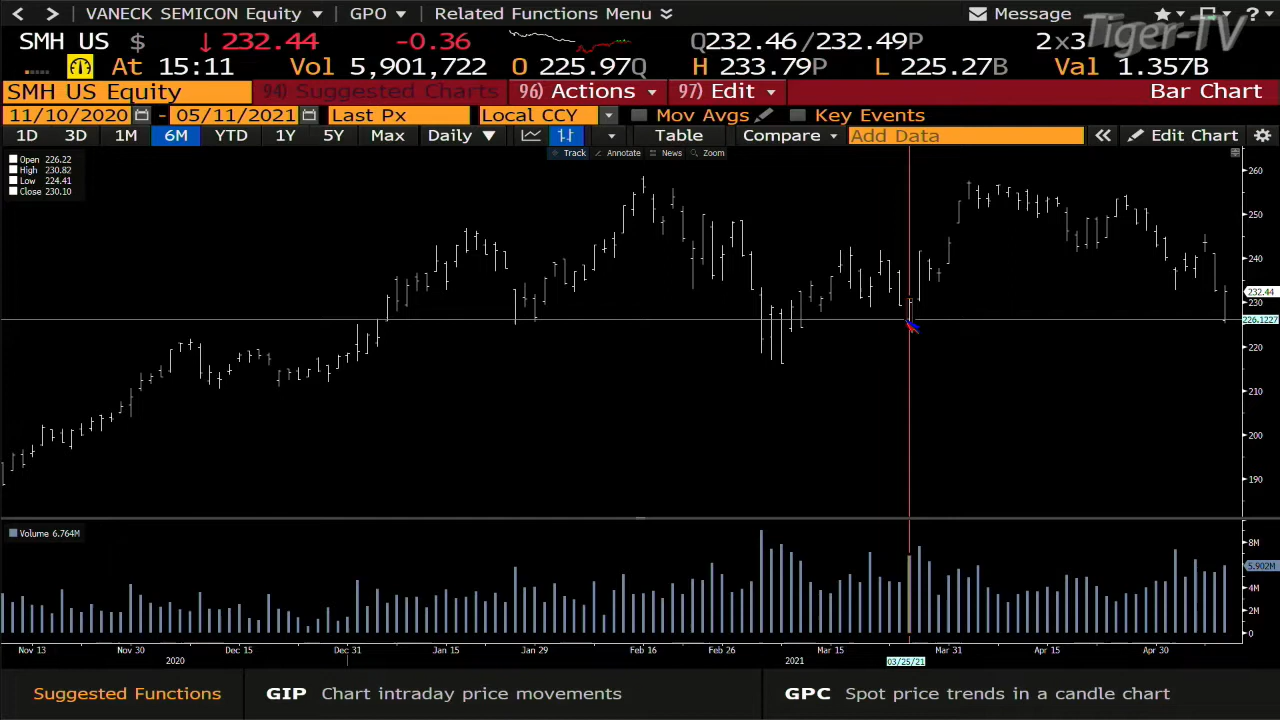 VANECK SEMICON Equity GPO Related Functions Menu Message ?
Tiger-TV
SMH US $ ↓ 232.44 -0.36 Q232.46/232.49P 2x3
At 15:11 Vol 5,901,722 O 225.97Q H 233.79P L 225.27B Val 1.357B
SMH US Equity 94) Suggested Charts 96) Actions 97) Edit Bar Chart
11/10/2020 - 05/11/2021 Last Px Local CCY Mov Avgs Key Events
1D 3D 1M 6M YTD 1Y 5Y Max Daily ▼ Table Compare Add Data « Edit Chart
Track Annotate News Zoom
Open 226.22
High 230.82
Low 224.41
Close 230.10
260
250
240
232.44
230
226.1227
220
210
200
190
Volume 6.764M
8M
5.902M
4M
2M
0
Nov 13 Nov 30 Dec 15 Dec 31 Jan 15 Jan 29 Feb 16 Feb 26 Mar 15 Mar 31 Apr 15 Apr 30
2020 2021 03/25/21
Suggested Functions GIP Chart intraday price movements GPC Spot price trends in a candle chart